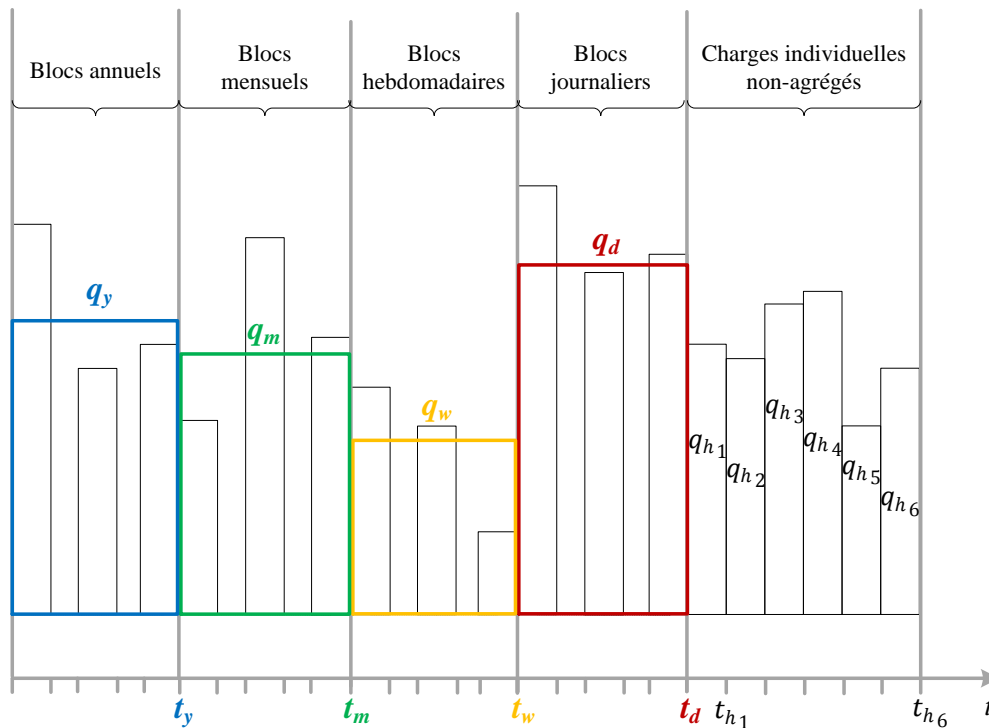 Blocs annuels
Blocs
mensuels
Blocs
hebdomadaires
Blocs
journaliers
Charges individuelles
non-agrégés
q_y
q_m
q_w
q_d
q_h1
q_h2
q_h3
q_h4
q_h5
q_h6
t_y
t_m
t_w
t_d
t_h1
t_h6
t